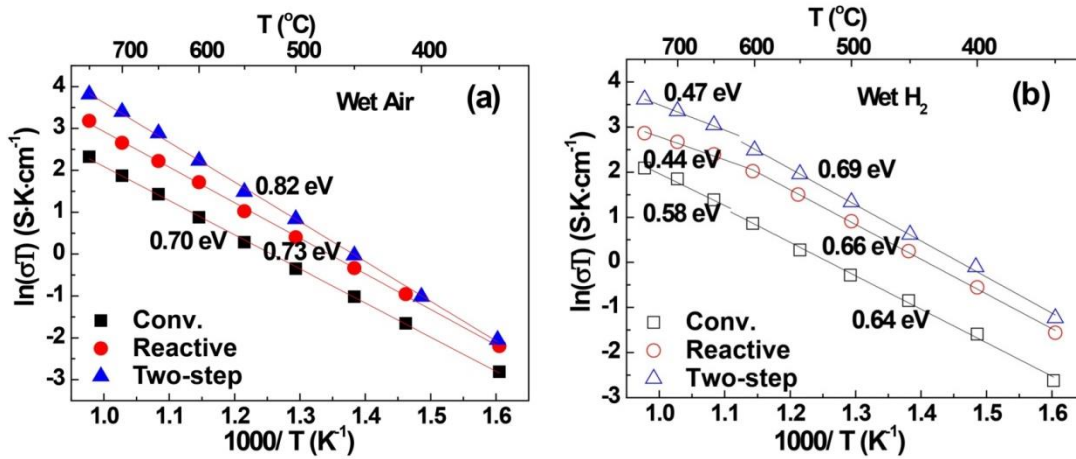 T (°C)
700 600 500 400
Wet Air (a)
4
3
2
1
0
-1
-2
-3
ln(σT) (S·K·cm⁻¹)
0.82 eV
0.70 eV
0.73 eV
Conv.
Reactive
Two-step
1.0 1.1 1.2 1.3 1.4 1.5 1.6
1000/ T (K⁻¹)
T (°C)
700 600 500 400
Wet H₂ (b)
4
3
2
1
0
-1
-2
-3
ln(σT) (S·K·cm⁻¹)
0.47 eV
0.44 eV
0.58 eV
0.69 eV
0.66 eV
0.64 eV
Conv.
Reactive
Two-step
1.0 1.1 1.2 1.3 1.4 1.5 1.6
1000/ T (K⁻¹)